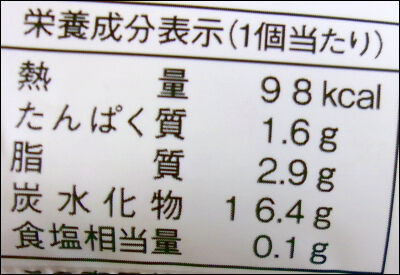 栄養成分表示(1個当たり)
熱量 98kcal
たんぱく質 1.6g
脂質 2.9g
炭水化物 16.4g
食塩相当量 0.1g